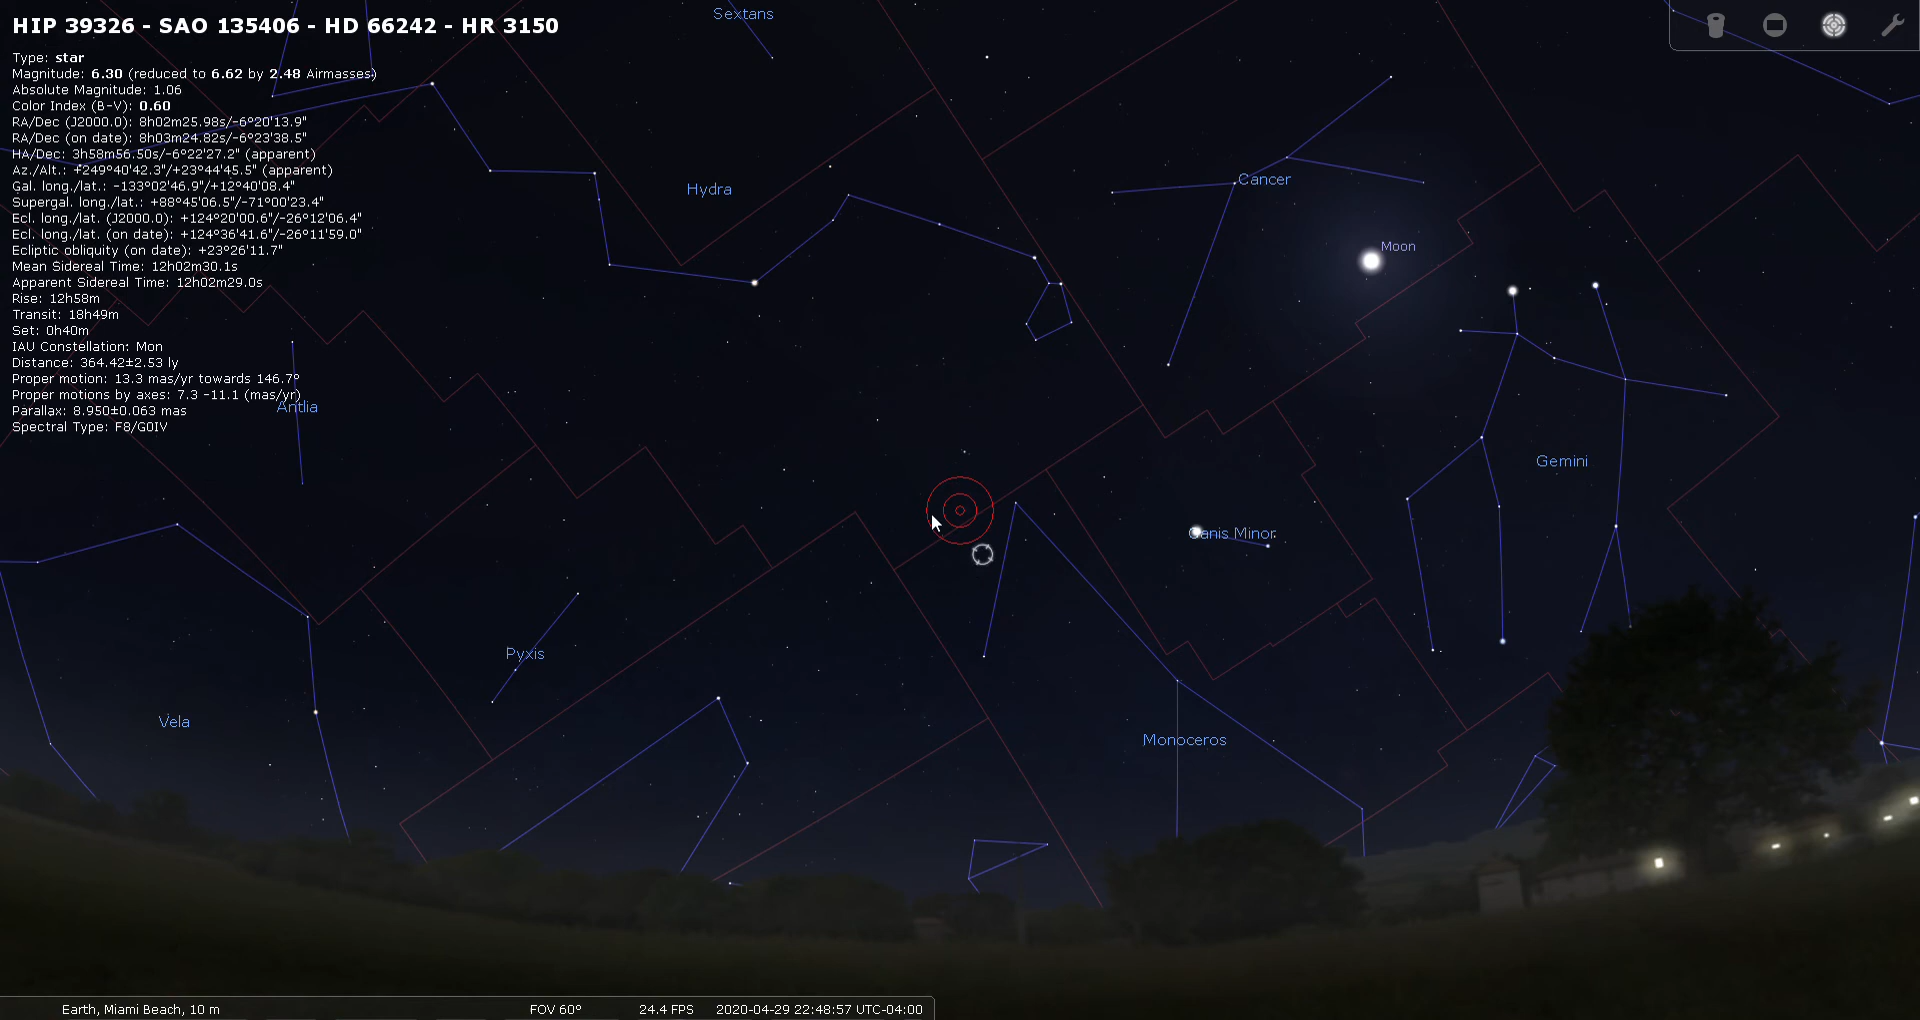 HIP 39326 - SAO 135406 - HD 66242 - HR 3150
Type: star
Magnitude: 6.30 (reduced to 6.62 by 2.48 Airmasses)
Absolute Magnitude: 1.06
Color Index (B-V): 0.60
RA/Dec (J2000.0): 8h02m25.98s/-6°20'13.9"
RA/Dec (on date): 8h03m24.82s/-6°23'38.5"
HA/Dec: 3h58m56.50s/-6°22'27.2" (apparent)
Az./Alt.: +249°40'42.3"/+23°44'45.5" (apparent)
Gal. long./lat.: -133°02'46.9"/+12°40'08.4"
Supergal. long./lat.: +88°45'06.5"/-71°00'23.4"
Ecl. long./lat. (J2000.0): +124°20'00.6"/-26°12'06.4"
Ecl. long./lat. (on date): +124°36'41.6"/-26°11'59.0"
Ecliptic obliquity (on date): +23°26'11.7"
Mean Sidereal Time: 12h02m30.1s
Apparent Sidereal Time: 12h02m29.0s
Rise: 12h58m
Transit: 18h49m
Set: 0h40m
IAU Constellation: Mon
Distance: 364.42±2.53 ly
Proper motion: 13.3 mas/yr towards 146.7°
Proper motions by axes: 7.3 -11.1 (mas/yr)
Parallax: 8.950±0.063 mas
Spectral Type: F8/G0IV
Sextans
Hydra
Cancer
Moon
Antlia
Gemini
Canis Minor
Pyxis
Vela
Monoceros
Earth, Miami Beach, 10 m FOV 60° 24.4 FPS 2020-04-29 22:48:57 UTC-04:00